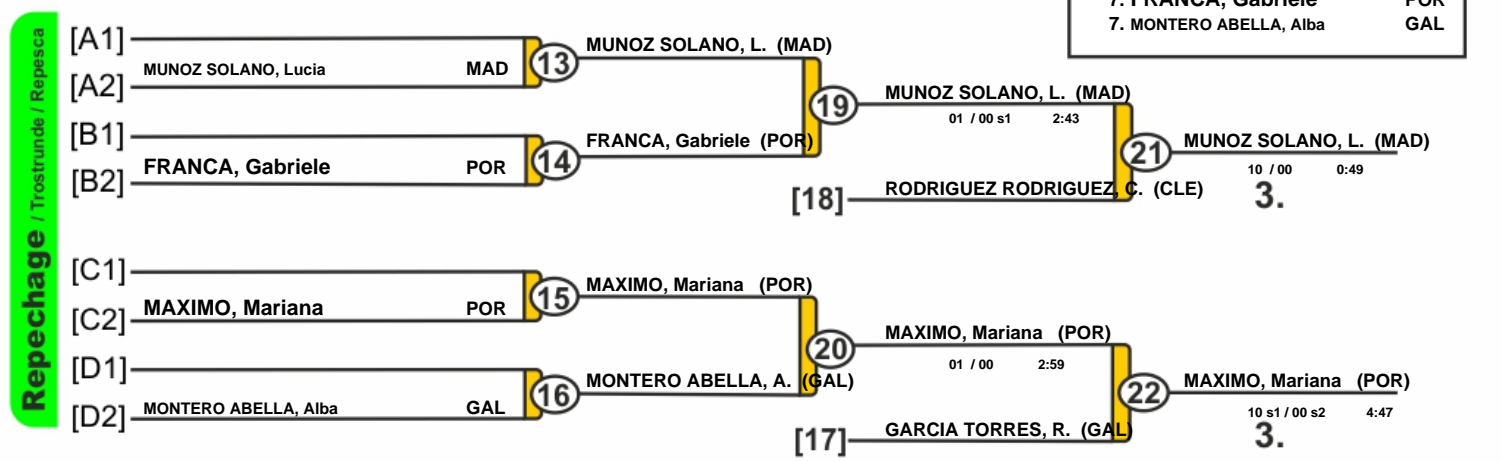 7. FRANCA, Gabriele POR
7. MONTERO ABELLA, Alba GAL
Repechage / Trostrunde / Repesca
[A1]
[A2] MUNOZ SOLANO, Lucia MAD
13
MUNOZ SOLANO, L. (MAD)
[B1]
[B2] FRANCA, Gabriele POR
14
FRANCA, Gabriele (POR)
19
MUNOZ SOLANO, L. (MAD)
01 / 00 s1 2:43
[18] RODRIGUEZ RODRIGUEZ, C. (CLE)
21
MUNOZ SOLANO, L. (MAD)
10 / 00 0:49
3.
[C1]
[C2] MAXIMO, Mariana POR
15
MAXIMO, Mariana (POR)
[D1]
[D2] MONTERO ABELLA, Alba GAL
16
MONTERO ABELLA, A. (GAL)
20
MAXIMO, Mariana (POR)
01 / 00 2:59
[17] GARCIA TORRES, R. (GAL)
22
MAXIMO, Mariana (POR)
10 s1 / 00 s2 4:47
3.